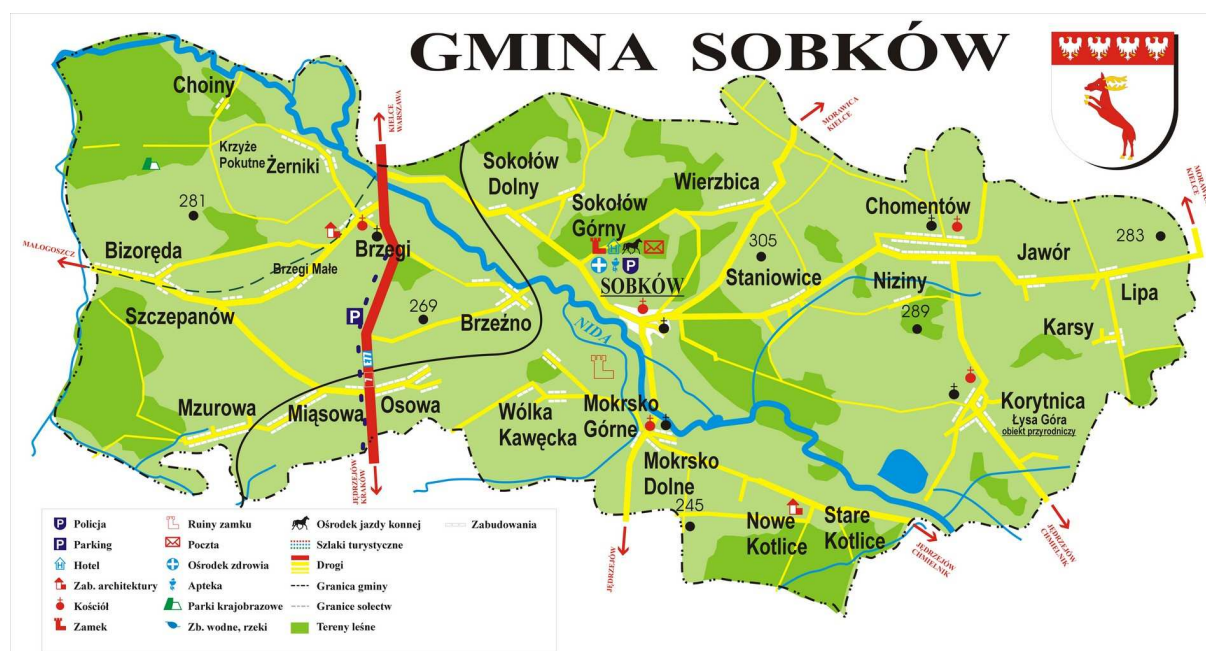 GMINA SOBKÓW
Choiny
KIELCE
WARSZAWA
MORAWICA
KIELCE
Krzyże
Pokutne
Żerniki
Sokołów
Dolny
Wierzbica
Sokołów
Górny
Chomentów
MORAWICA
KIELCE
281
305
283
MAŁOGOSZCZ
Bizoręda
Brzegi
Brzegi Małe
H
P
SOBKÓW
Staniowice
Niziny
Jawór
Lipa
Szczepanów
P
269
Brzeźno
NIDA
289
Karsy
Mzurowa
Miąsowa
Osowa
Wólka
Kawęcka
Mokrsko
Górne
Korytnica
Łysa Góra
obiekt przyrodniczy
Mokrsko
Dolne
245
Nowe
Kotlice
Stare
Kotlice
JĘDRZEJÓW
KRAKÓW
JĘDRZEJÓW
JĘDRZEJÓW
CHMIELNIK
JĘDRZEJÓW
CHMIELNIK
P Policja
P Parking
H Hotel
Zab. architektury
Kościół
Zamek
Ruiny zamku
Poczta
Ośrodek zdrowia
Apteka
Parki krajobrazowe
Zb. wodne, rzeki
Ośrodek jazdy konnej
Szlaki turystyczne
Drogi
Granica gminy
Granice sołectw
Tereny leśne
Zabudowania